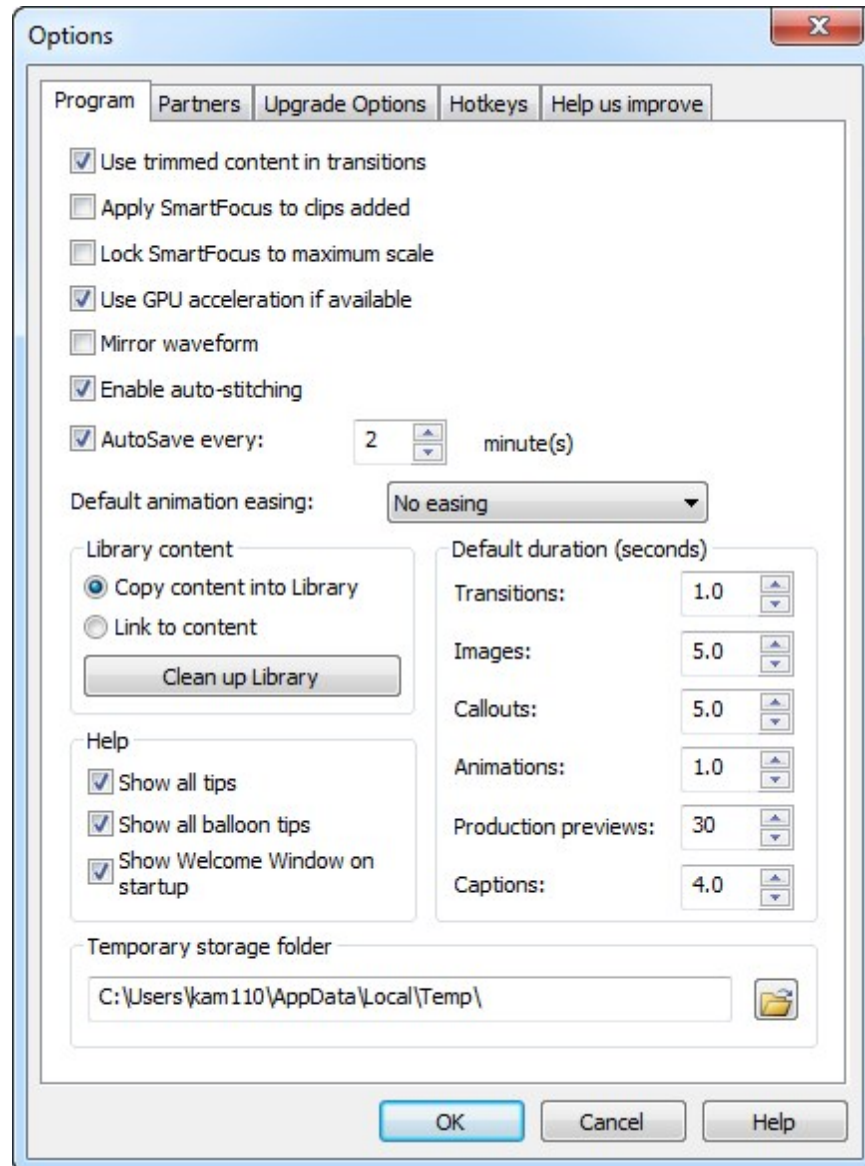 Options
Program Partners Upgrade Options Hotkeys Help us improve
Use trimmed content in transitions
Apply SmartFocus to clips added
Lock SmartFocus to maximum scale
Use GPU acceleration if available
Mirror waveform
Enable auto-stitching
AutoSave every: 2 minute(s)
Default animation easing: No easing
Library content
Copy content into Library
Link to content
Clean up Library
Help
Show all tips
Show all balloon tips
Show Welcome Window on
startup
Default duration (seconds)
Transitions: 1.0
Images: 5.0
Callouts: 5.0
Animations: 1.0
Production previews: 30
Captions: 4.0
Temporary storage folder
C:\Users\kam110\AppData\Local\Temp\
OK Cancel Help